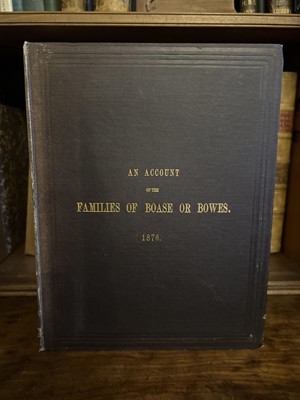 AN ACCOUNT
OF THE
FAMILIES OF BOASE OR BOWES.
1876.